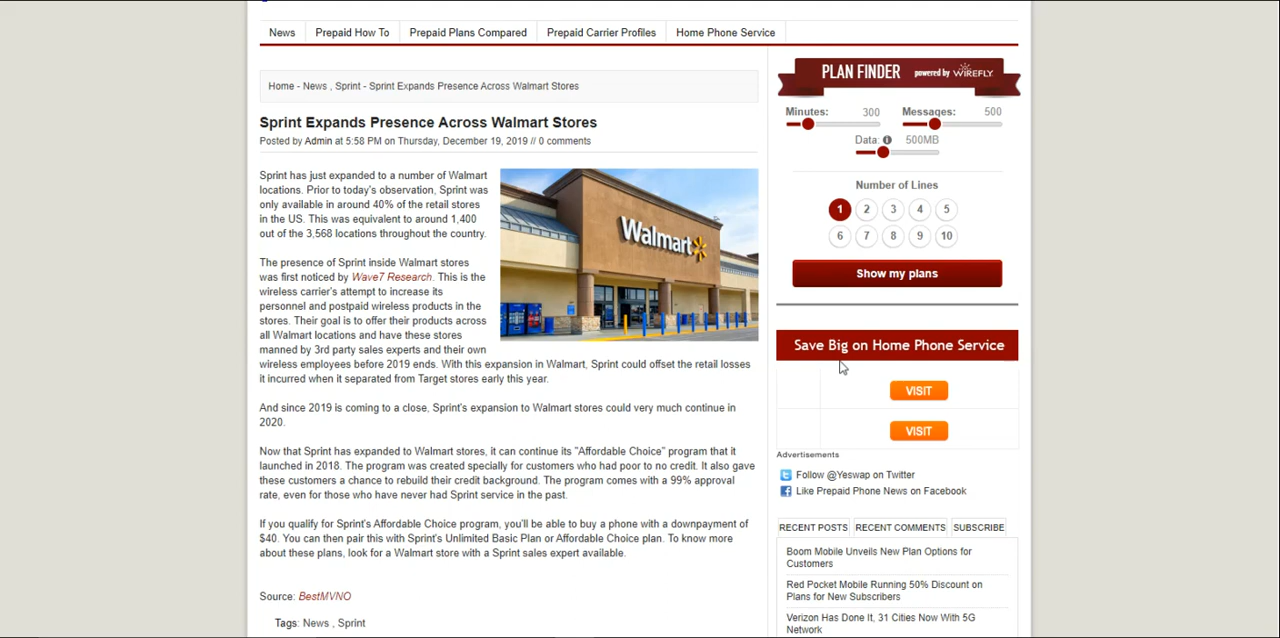 News
Prepaid How To
Prepaid Plans Compared
Prepaid Carrier Profiles
Home Phone Service
Home - News , Sprint - Sprint Expands Presence Across Walmart Stores
Sprint Expands Presence Across Walmart Stores
Posted by Admin at 5:58 PM on Thursday, December 19, 2019 // 0 comments
Sprint has just expanded to a number of Walmart
locations. Prior to today's observation, Sprint was
only available in around 40% of the retail stores
in the US. This was equivalent to around 1,400
out of the 3,568 locations throughout the country.
Walmart
The presence of Sprint inside Walmart stores
was first noticed by Wave7 Research. This is the
wireless carrier's attempt to increase its
personnel and postpaid wireless products in the
stores. Their goal is to offer their products across
all Walmart locations and have these stores
manned by 3rd party sales experts and their own
wireless employees before 2019 ends. With this expansion in Walmart, Sprint could offset the retail losses
it incurred when it separated from Target stores early this year.
And since 2019 is coming to a close, Sprint's expansion to Walmart stores could very much continue in
2020.
Now that Sprint has expanded to Walmart stores, it can continue its "Affordable Choice" program that it
launched in 2018. The program was created specially for customers who had poor to no credit. It also gave
these customers a chance to rebuild their credit background. The program comes with a 99% approval
rate, even for those who have never had Sprint service in the past.
If you qualify for Sprint's Affordable Choice program, you'll be able to buy a phone with a downpayment of
$40. You can then pair this with Sprint's Unlimited Basic Plan or Affordable Choice plan. To know more
about these plans, look for a Walmart store with a Sprint sales expert available.
Source: BestMVNO
Tags: News , Sprint
PLAN FINDER powered by WIREFLY
Minutes: 300
Messages: 500
Data: 500MB
Number of Lines
1 2 3 4 5
6 7 8 9 10
Show my plans
Save Big on Home Phone Service
VISIT
VISIT
Advertisements
Follow @Yeswap on Twitter
Like Prepaid Phone News on Facebook
RECENT POSTS
RECENT COMMENTS
SUBSCRIBE
Boom Mobile Unveils New Plan Options for
Customers
Red Pocket Mobile Running 50% Discount on
Plans for New Subscribers
Verizon Has Done It, 31 Cities Now With 5G
Network